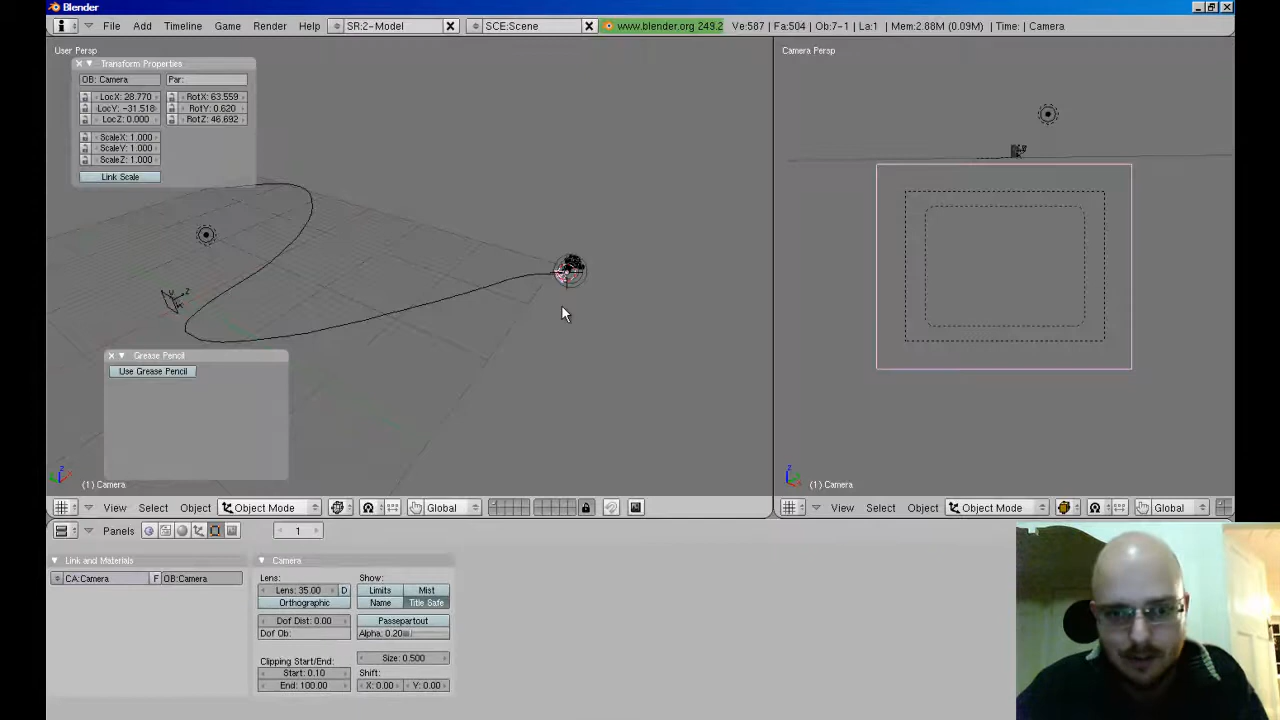 Blender
File Add Timeline Game Render Help SR:2-Model SCE:Scene www.blender.org 249.2 Ve:587 | Fa:504 | Ob:7-1 | La:1 | Mem:2.88M (0.09M) | Time: | Camera
User Persp
Camera Persp
Transform Properties
OB: Camera Par:
LocX: 28.770 RotX: 63.559
LocY: -31.518 RotY: 0.620
LocZ: 0.000 RotZ: 46.692
ScaleX: 1.000
ScaleY: 1.000
ScaleZ: 1.000
Link Scale
Grease Pencil
Use Grease Pencil
(1) Camera
(1) Camera
View Select Object Object Mode Global
View Select Object Object Mode Global
Panels 1
Link and Materials
CA:Camera F OB:Camera
Camera
Lens: Show:
Lens: 35.00 D Limits Mist
Orthographic Name Title Safe
Dof Dist: 0.00 Passepartout
Dof Ob: Alpha: 0.20
Clipping Start/End: Size: 0.500
Start: 0.10 Shift:
End: 100.00 X: 0.00 Y: 0.00